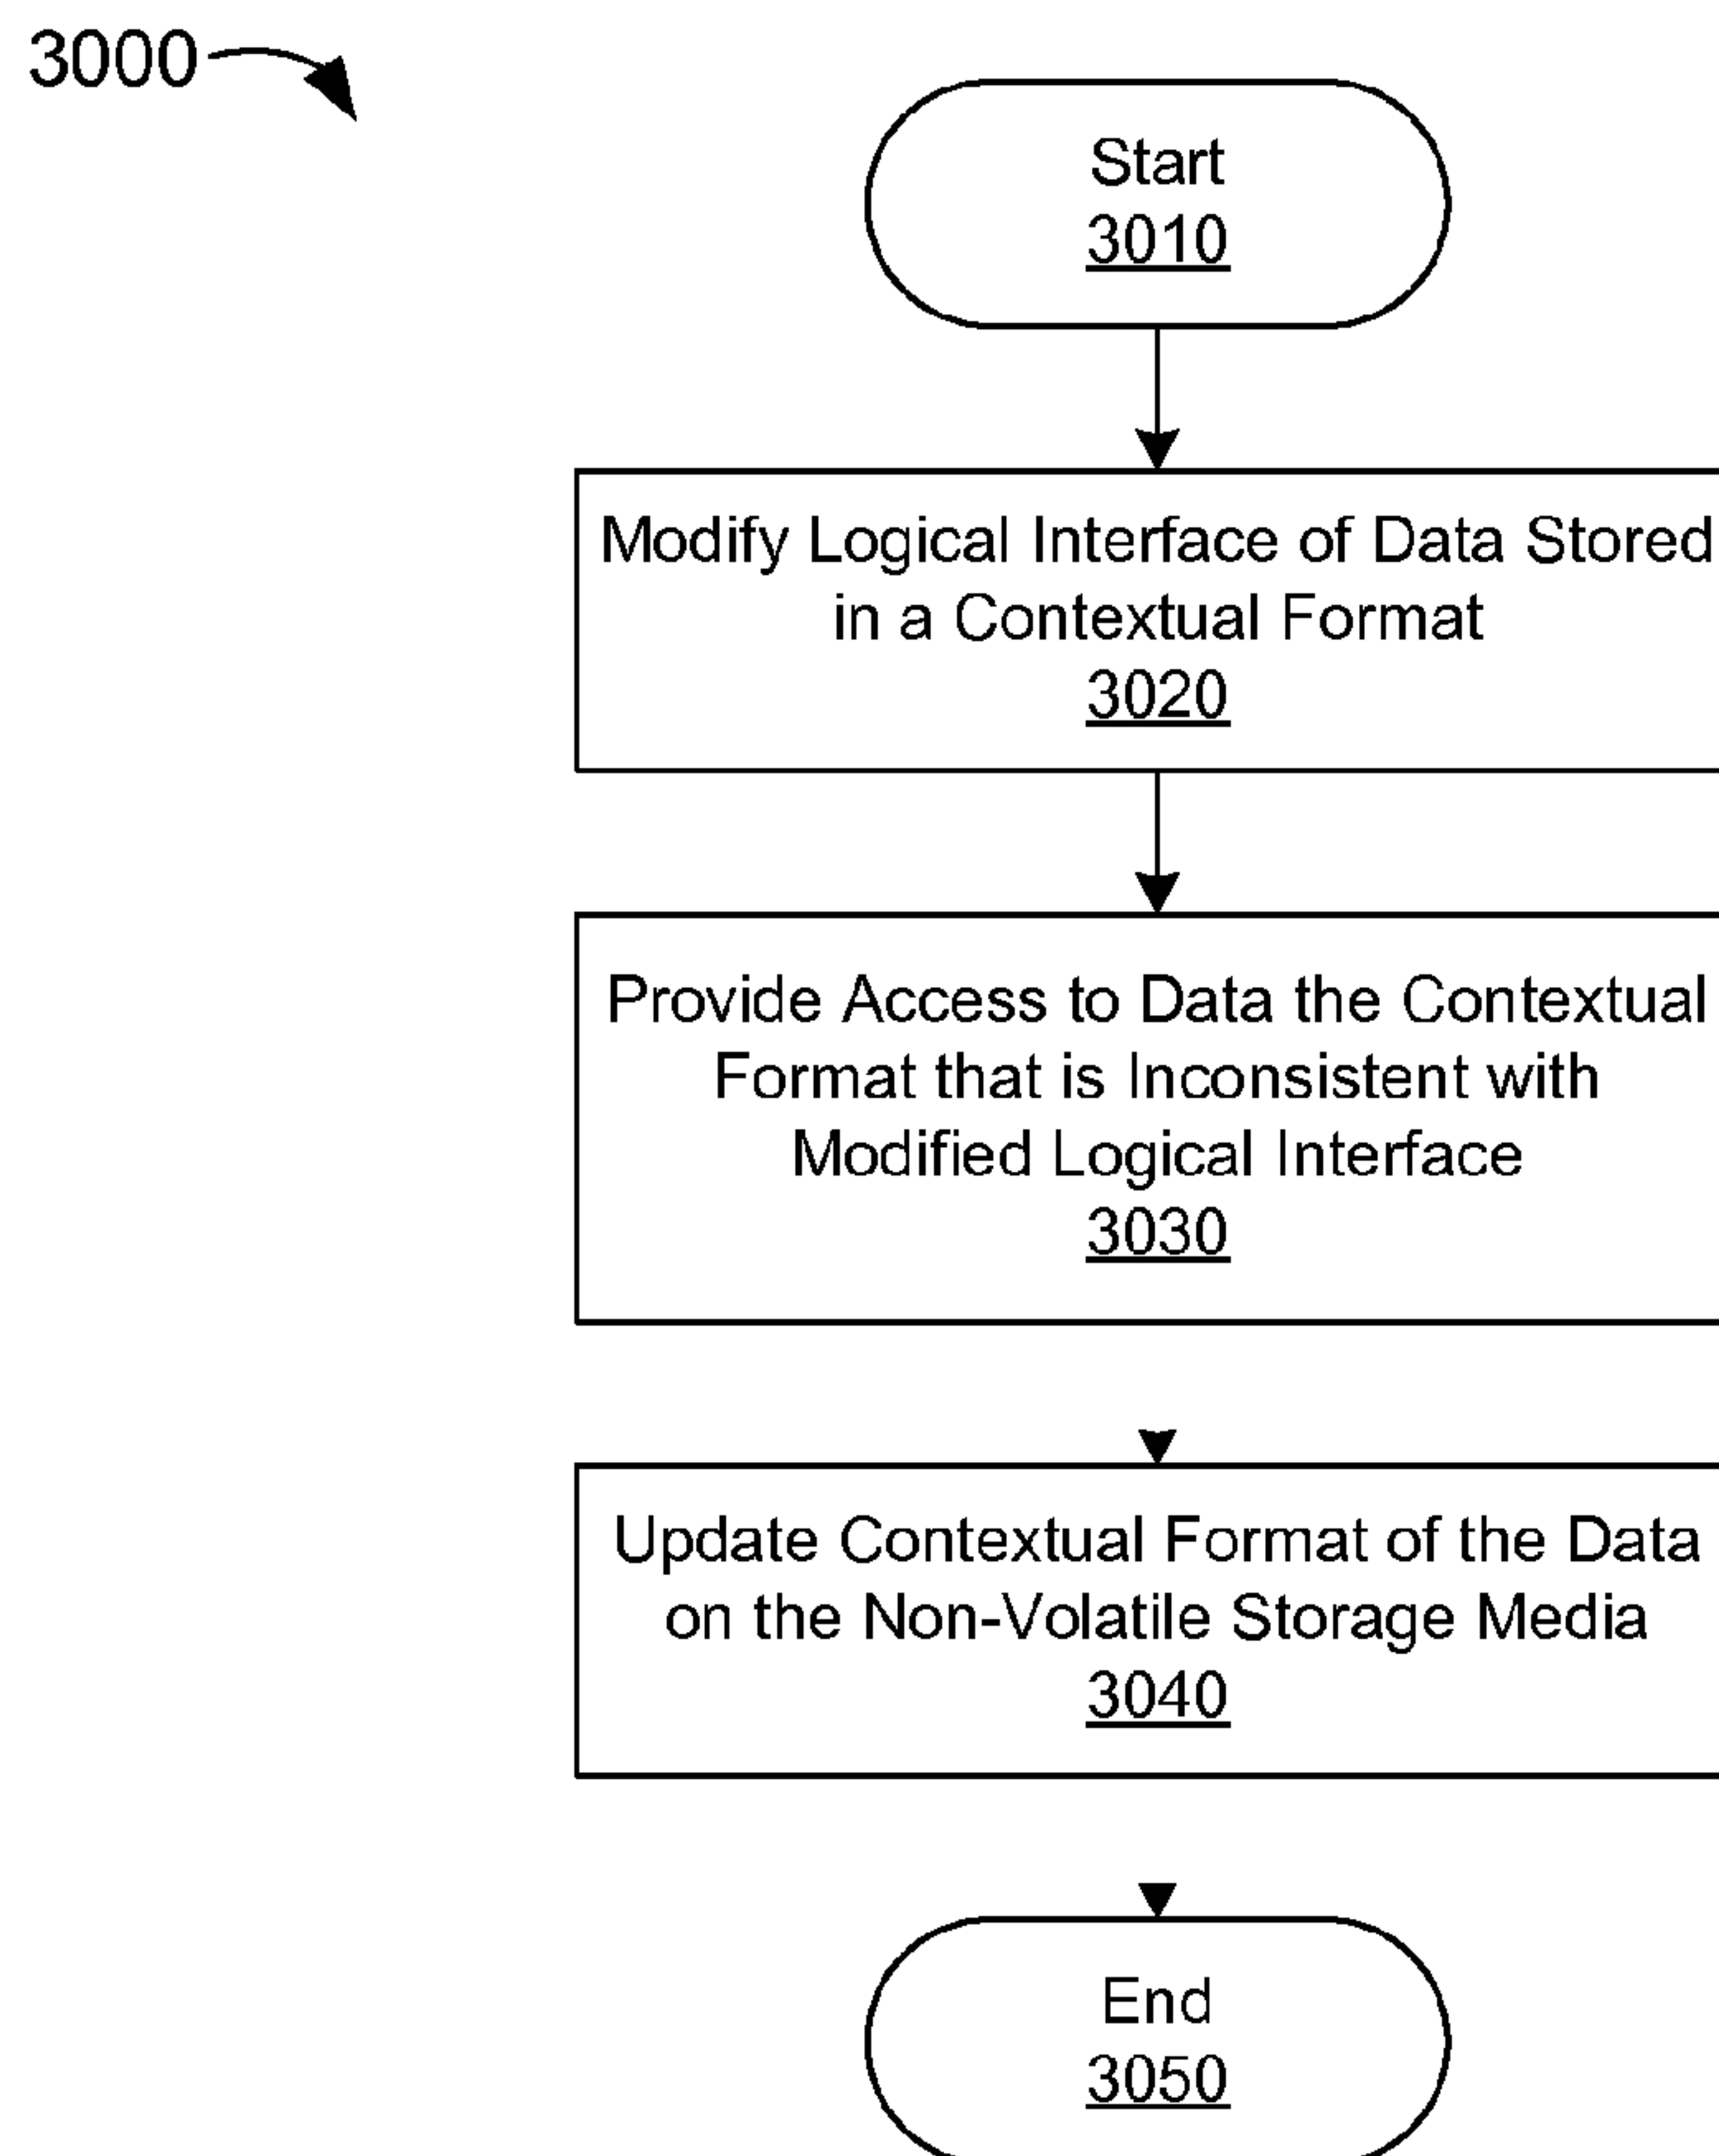 3000
Start
3010
Modify Logical Interface of Data Stored
in a Contextual Format
3020
Provide Access to Data the Contextual
Format that is Inconsistent with
Modified Logical Interface
3030
Update Contextual Format of the Data
on the Non-Volatile Storage Media
3040
End
3050